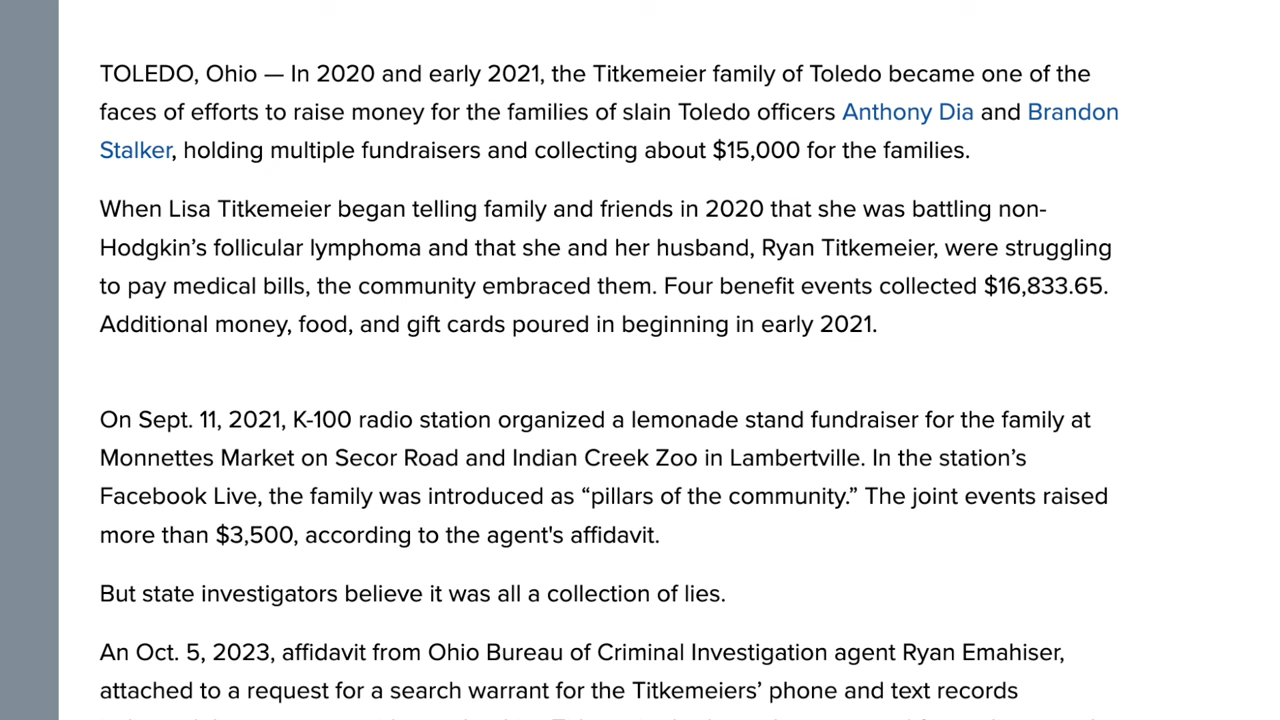 TOLEDO, Ohio — In 2020 and early 2021, the Titkemeier family of Toledo became one of the
faces of efforts to raise money for the families of slain Toledo officers Anthony Dia and Brandon
Stalker, holding multiple fundraisers and collecting about $15,000 for the families.
When Lisa Titkemeier began telling family and friends in 2020 that she was battling non-
Hodgkin’s follicular lymphoma and that she and her husband, Ryan Titkemeier, were struggling
to pay medical bills, the community embraced them. Four benefit events collected $16,833.65.
Additional money, food, and gift cards poured in beginning in early 2021.
On Sept. 11, 2021, K-100 radio station organized a lemonade stand fundraiser for the family at
Monnettes Market on Secor Road and Indian Creek Zoo in Lambertville. In the station’s
Facebook Live, the family was introduced as “pillars of the community.” The joint events raised
more than $3,500, according to the agent's affidavit.
But state investigators believe it was all a collection of lies.
An Oct. 5, 2023, affidavit from Ohio Bureau of Criminal Investigation agent Ryan Emahiser,
attached to a request for a search warrant for the Titkemeiers’ phone and text records